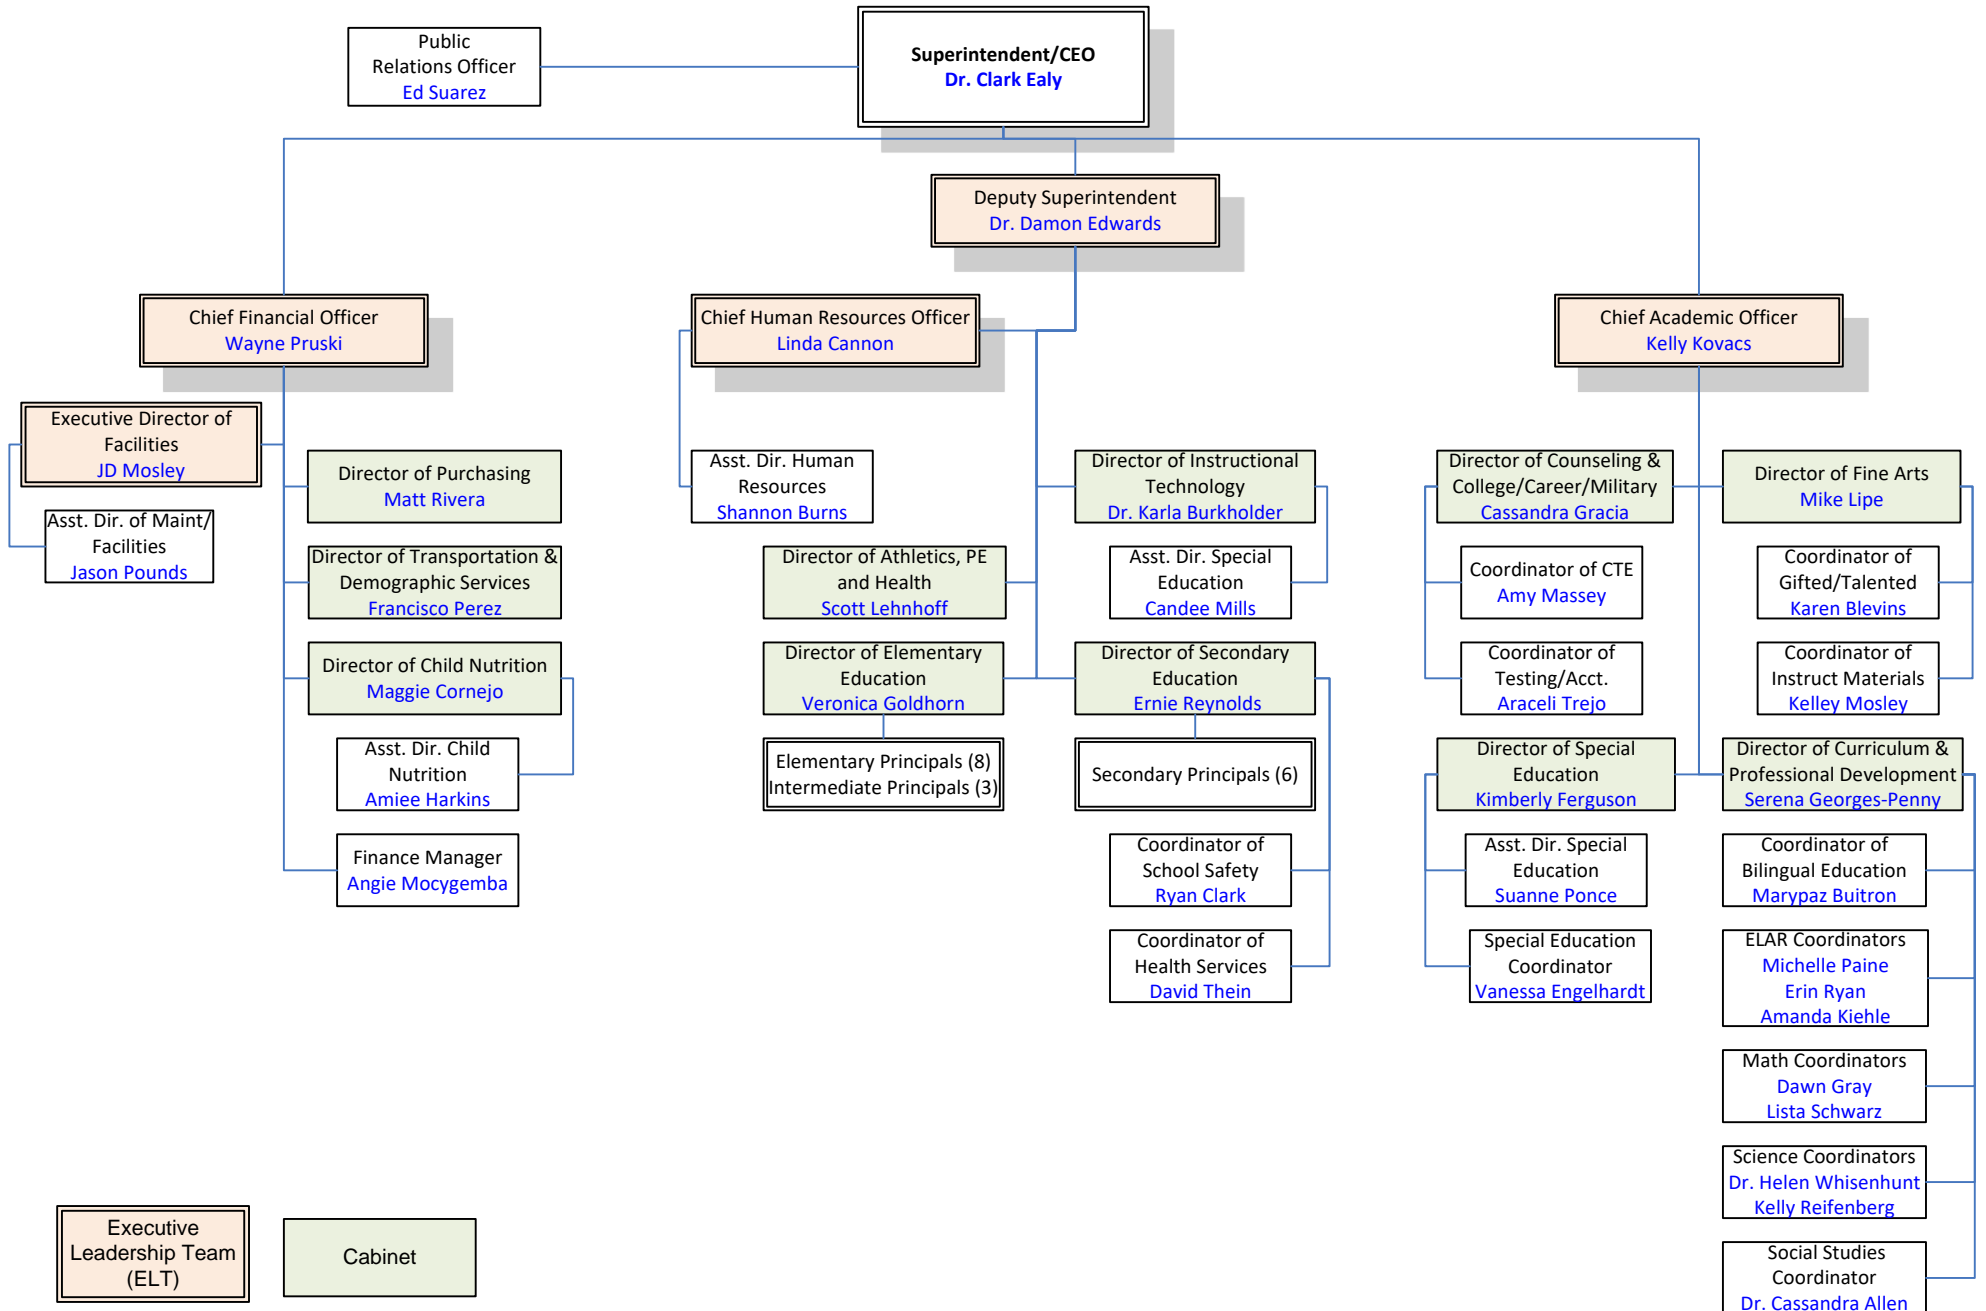 Public
Relations Officer
Ed Suarez
Superintendent/CEO
Dr. Clark Ealy
Deputy Superintendent
Dr. Damon Edwards
Chief Financial Officer
Wayne Pruski
Chief Human Resources Officer
Linda Cannon
Chief Academic Officer
Kelly Kovacs
Executive Director of
Facilities
JD Mosley
Asst. Dir. of Maint/
Facilities
Jason Pounds
Director of Purchasing
Matt Rivera
Director of Transportation &
Demographic Services
Francisco Perez
Director of Child Nutrition
Maggie Cornejo
Asst. Dir. Child
Nutrition
Amiee Harkins
Finance Manager
Angie Mocygemba
Asst. Dir. Human
Resources
Shannon Burns
Director of Instructional
Technology
Dr. Karla Burkholder
Director of Athletics, PE
and Health
Scott Lehnhoff
Asst. Dir. Special
Education
Candee Mills
Director of Elementary
Education
Veronica Goldhorn
Director of Secondary
Education
Ernie Reynolds
Elementary Principals (8)
Intermediate Principals (3)
Secondary Principals (6)
Coordinator of
School Safety
Ryan Clark
Coordinator of
Health Services
David Thein
Director of Counseling &
College/Career/Military
Cassandra Gracia
Director of Fine Arts
Mike Lipe
Coordinator of CTE
Amy Massey
Coordinator of
Gifted/Talented
Karen Blevins
Coordinator of
Testing/Acct.
Araceli Trejo
Coordinator of
Instruct Materials
Kelley Mosley
Director of Special
Education
Kimberly Ferguson
Director of Curriculum &
Professional Development
Serena Georges-Penny
Asst. Dir. Special
Education
Suanne Ponce
Coordinator of
Bilingual Education
Marypaz Buitron
Special Education
Coordinator
Vanessa Engelhardt
ELAR Coordinators
Michelle Paine
Erin Ryan
Amanda Kiehle
Math Coordinators
Dawn Gray
Lista Schwarz
Science Coordinators
Dr. Helen Whisenhunt
Kelly Reifenberg
Social Studies
Coordinator
Dr. Cassandra Allen
Executive
Leadership Team
(ELT)
Cabinet